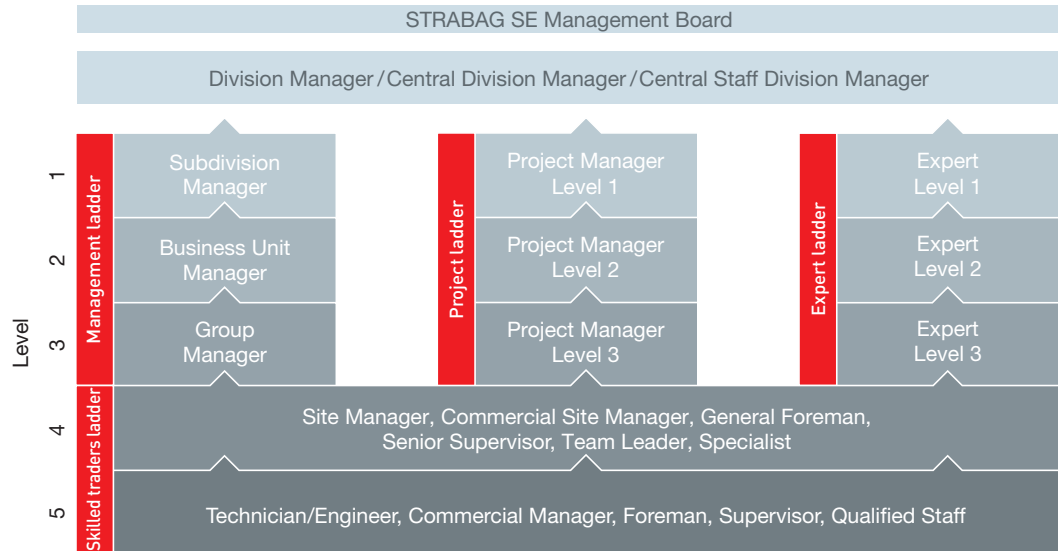 STRABAG SE Management Board
Division Manager/Central Division Manager/Central Staff Division Manager
Level
1
2
3
4
5
Management ladder
Subdivision
Manager
Business Unit
Manager
Group
Manager
Project ladder
Project Manager
Level 1
Project Manager
Level 2
Project Manager
Level 3
Expert ladder
Expert
Level 1
Expert
Level 2
Expert
Level 3
Skilled traders ladder
Site Manager, Commercial Site Manager, General Foreman,
Senior Supervisor, Team Leader, Specialist
Technician/Engineer, Commercial Manager, Foreman, Supervisor, Qualified Staff